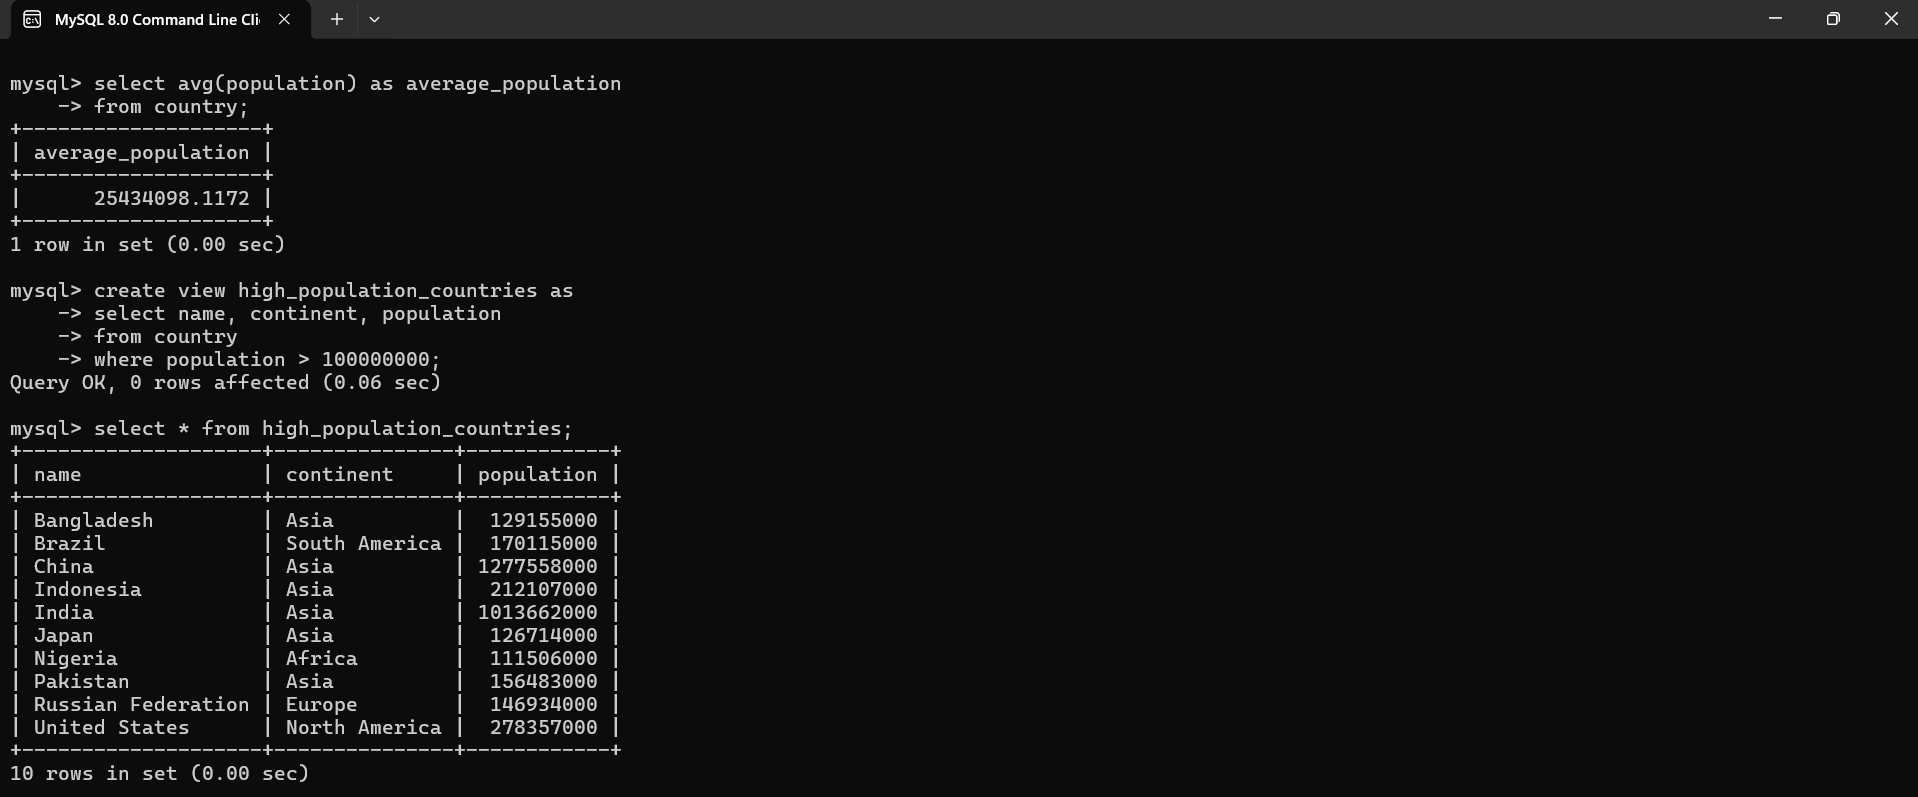 MySQL 8.0 Command Line Cli
mysql> select avg(population) as average_population
    -> from country;
+--------------------+
| average_population |
+--------------------+
|      25434098.1172 |
+--------------------+
1 row in set (0.00 sec)
mysql> create view high_population_countries as
    -> select name, continent, population
    -> from country
    -> where population > 100000000;
Query OK, 0 rows affected (0.06 sec)
mysql> select * from high_population_countries;
+--------------------+---------------+------------+
| name               | continent     | population |
+--------------------+---------------+------------+
| Bangladesh         | Asia          |  129155000 |
| Brazil             | South America |  170115000 |
| China              | Asia          | 1277558000 |
| Indonesia          | Asia          |  212107000 |
| India              | Asia          | 1013662000 |
| Japan              | Asia          |  126714000 |
| Nigeria            | Africa        |  111506000 |
| Pakistan           | Asia          |  156483000 |
| Russian Federation | Europe        |  146934000 |
| United States      | North America |  278357000 |
+--------------------+---------------+------------+
10 rows in set (0.00 sec)